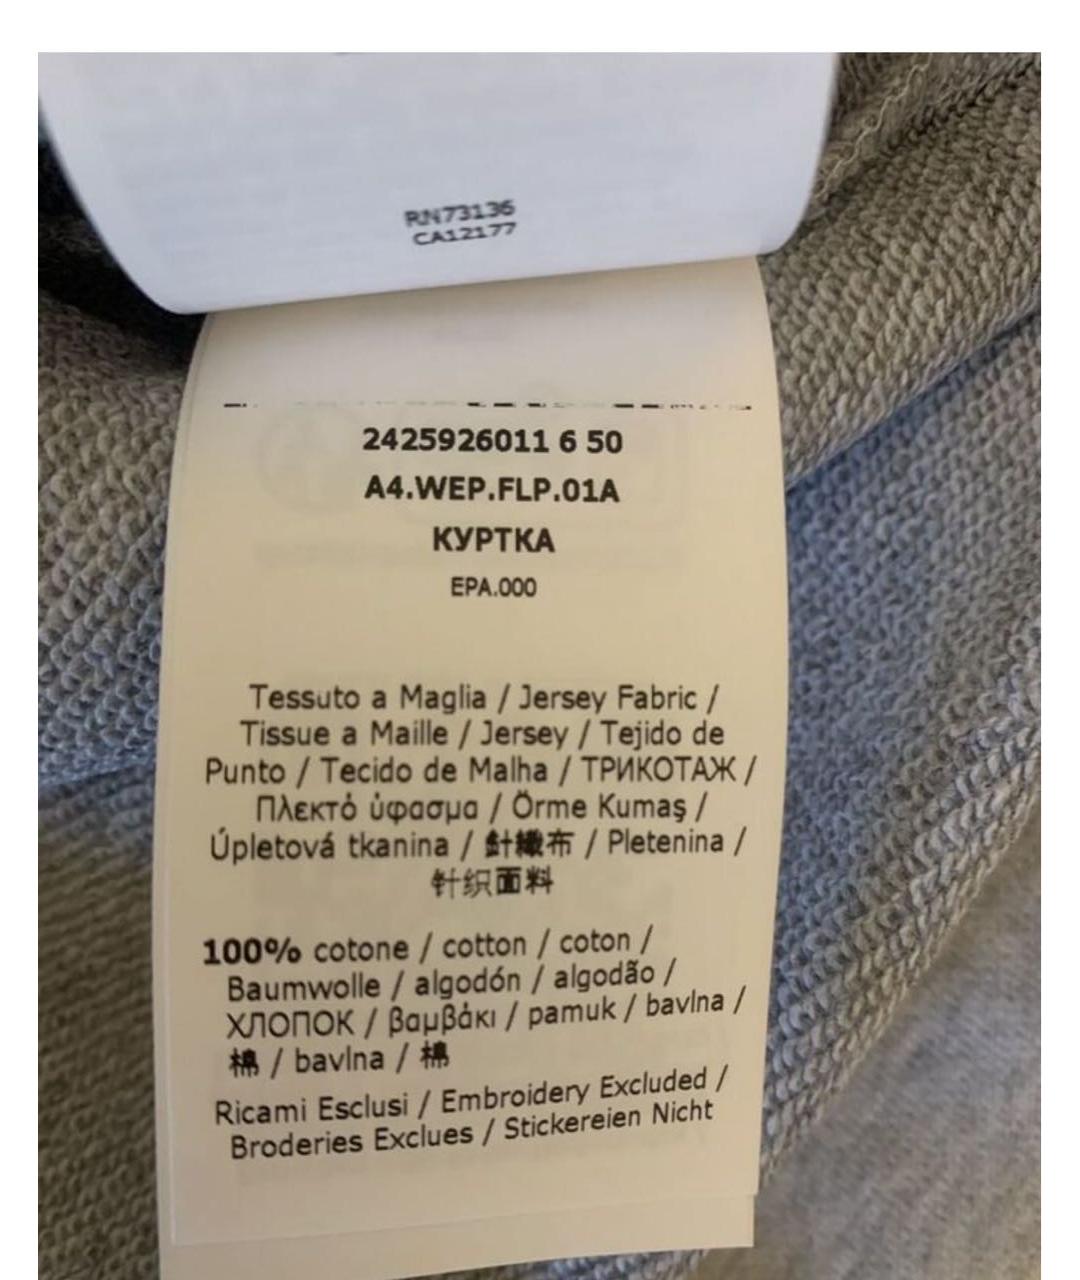 RN73136
CA12177
2425926011 6 50
A4.WEP.FLP.01A
КУРТКА
EPA.000
Tessuto a Maglia / Jersey Fabric /
Tissue a Maille / Jersey / Tejido de
Punto / Tecido de Malha / ТРИКОТАЖ /
Πλεκτό ύφασμα / Örme Kumaş /
Úpletová tkanina / 針織布 / Pletenina /
针织面料
100% cotone / cotton / coton /
Baumwolle / algodón / algodão /
ХЛОПОК / βαμβάκι / pamuk / bavlna /
棉 / bavlna / 棉
Ricami Esclusi / Embroidery Excluded /
Broderies Exclues / Stickereien Nicht